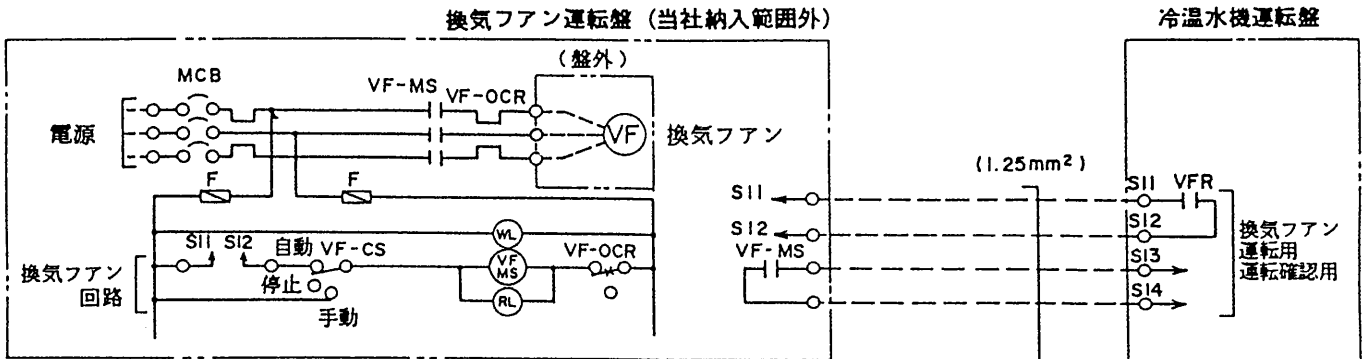 換気フアン運転盤(当社納入範囲外)
冷温水機運転盤
(盤外)
MCB
VF-MS
VF-OCR
電源
VF
換気フアン
F
F
(1.25mm²)
S11
S11
VFR
WL
S12
S12
換気フアン
運転用
運転確認用
S11
S12
自動
VF-CS
VF
MS
VF-OCR
VF-MS
S13
換気フアン
回路
停止
RL
S14
手動